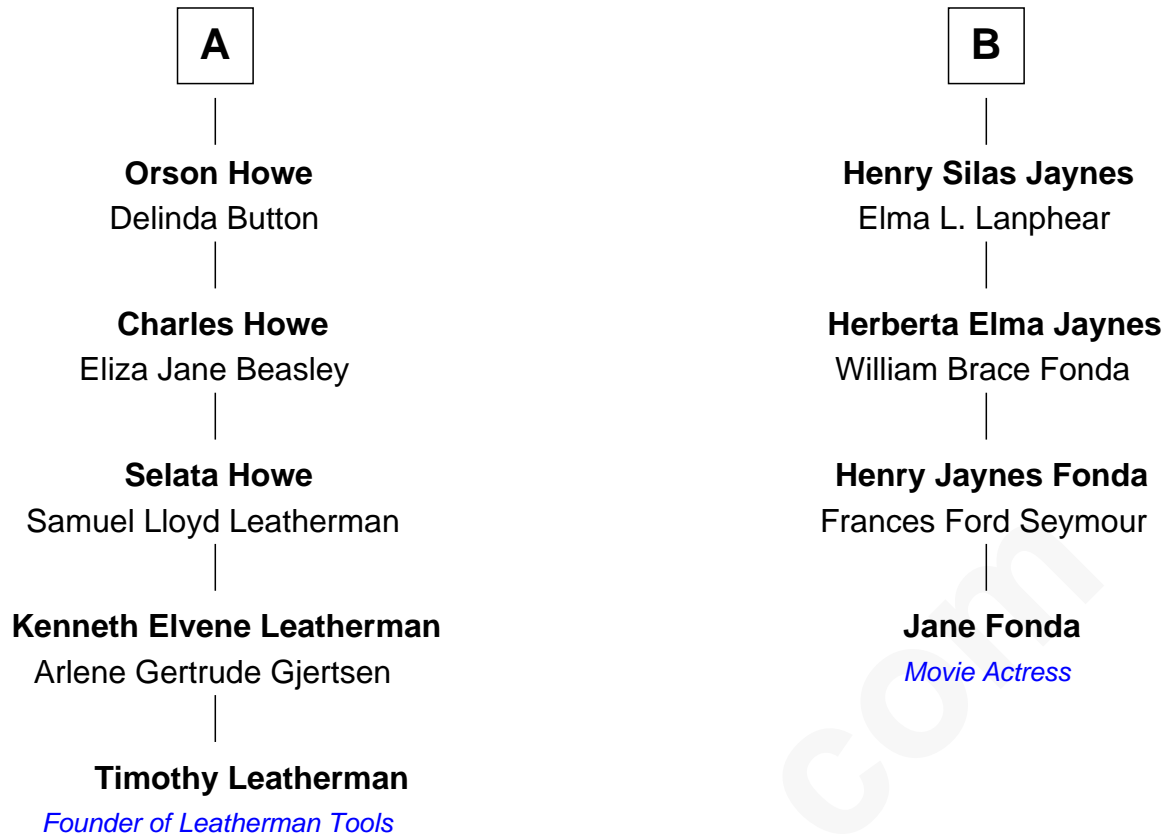 A
Orson Howe
Delinda Button
Charles Howe
Eliza Jane Beasley
Selata Howe
Samuel Lloyd Leatherman
Kenneth Elvene Leatherman
Arlene Gertrude Gjertsen
Timothy Leatherman
Founder of Leatherman Tools
B
Henry Silas Jaynes
Elma L. Lanphear
Herberta Elma Jaynes
William Brace Fonda
Henry Jaynes Fonda
Frances Ford Seymour
Jane Fonda
Movie Actress
com